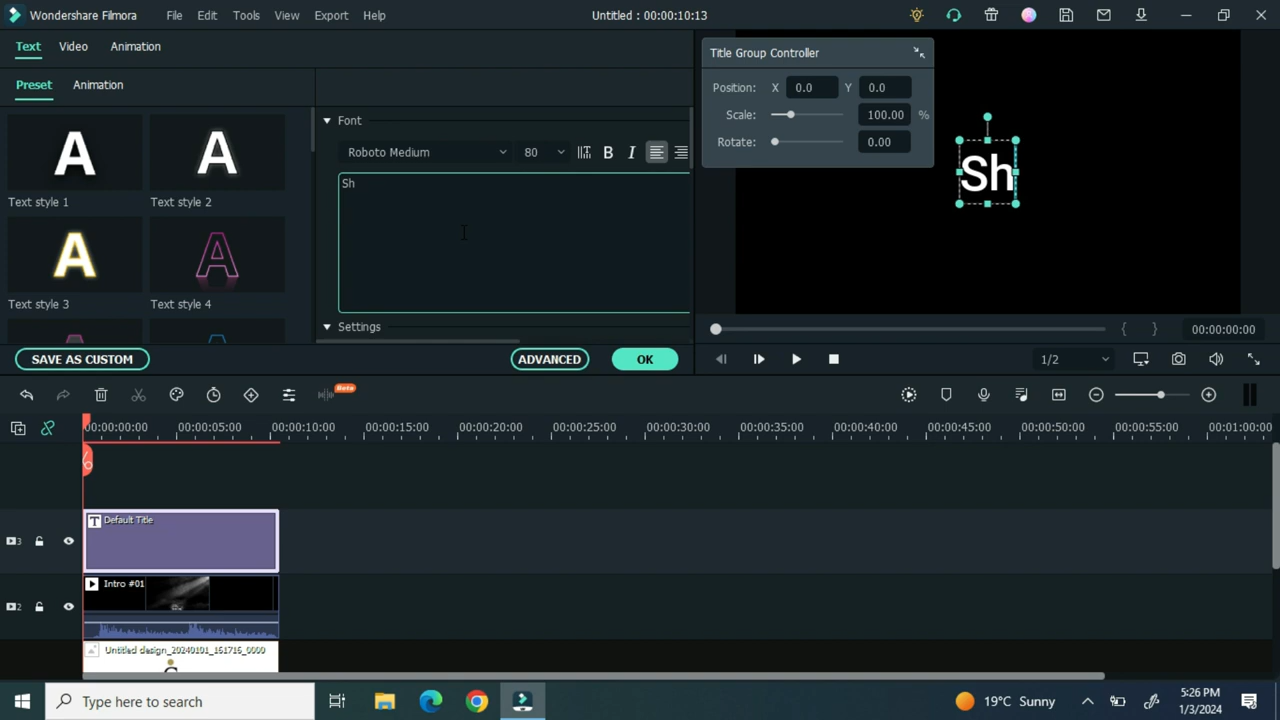 Wondershare Filmora File Edit Tools View Export Help Untitled : 00:00:10:13
Text Video Animation
Preset Animation
A A
Text style 1 Text style 2
A A
Text style 3 Text style 4
Font
Roboto Medium 80 B I
Sh
Settings
SAVE AS CUSTOM ADVANCED OK
Title Group Controller
Position: X 0.0 Y 0.0
Scale: 100.00 %
Rotate: 0.00
Sh
00:00:00:00
1/2
Beta
00:00:00:00 00:00:05:00 00:00:10:00 00:00:15:00 00:00:20:00 00:00:25:00 00:00:30:00 00:00:35:00 00:00:40:00 00:00:45:00 00:00:50:00 00:00:55:00 00:01:00:00
3 T Default Title
2 Intro #01
Untitled design_20240101_151716_0000
Type here to search
19°C Sunny
5:26 PM
1/3/2024